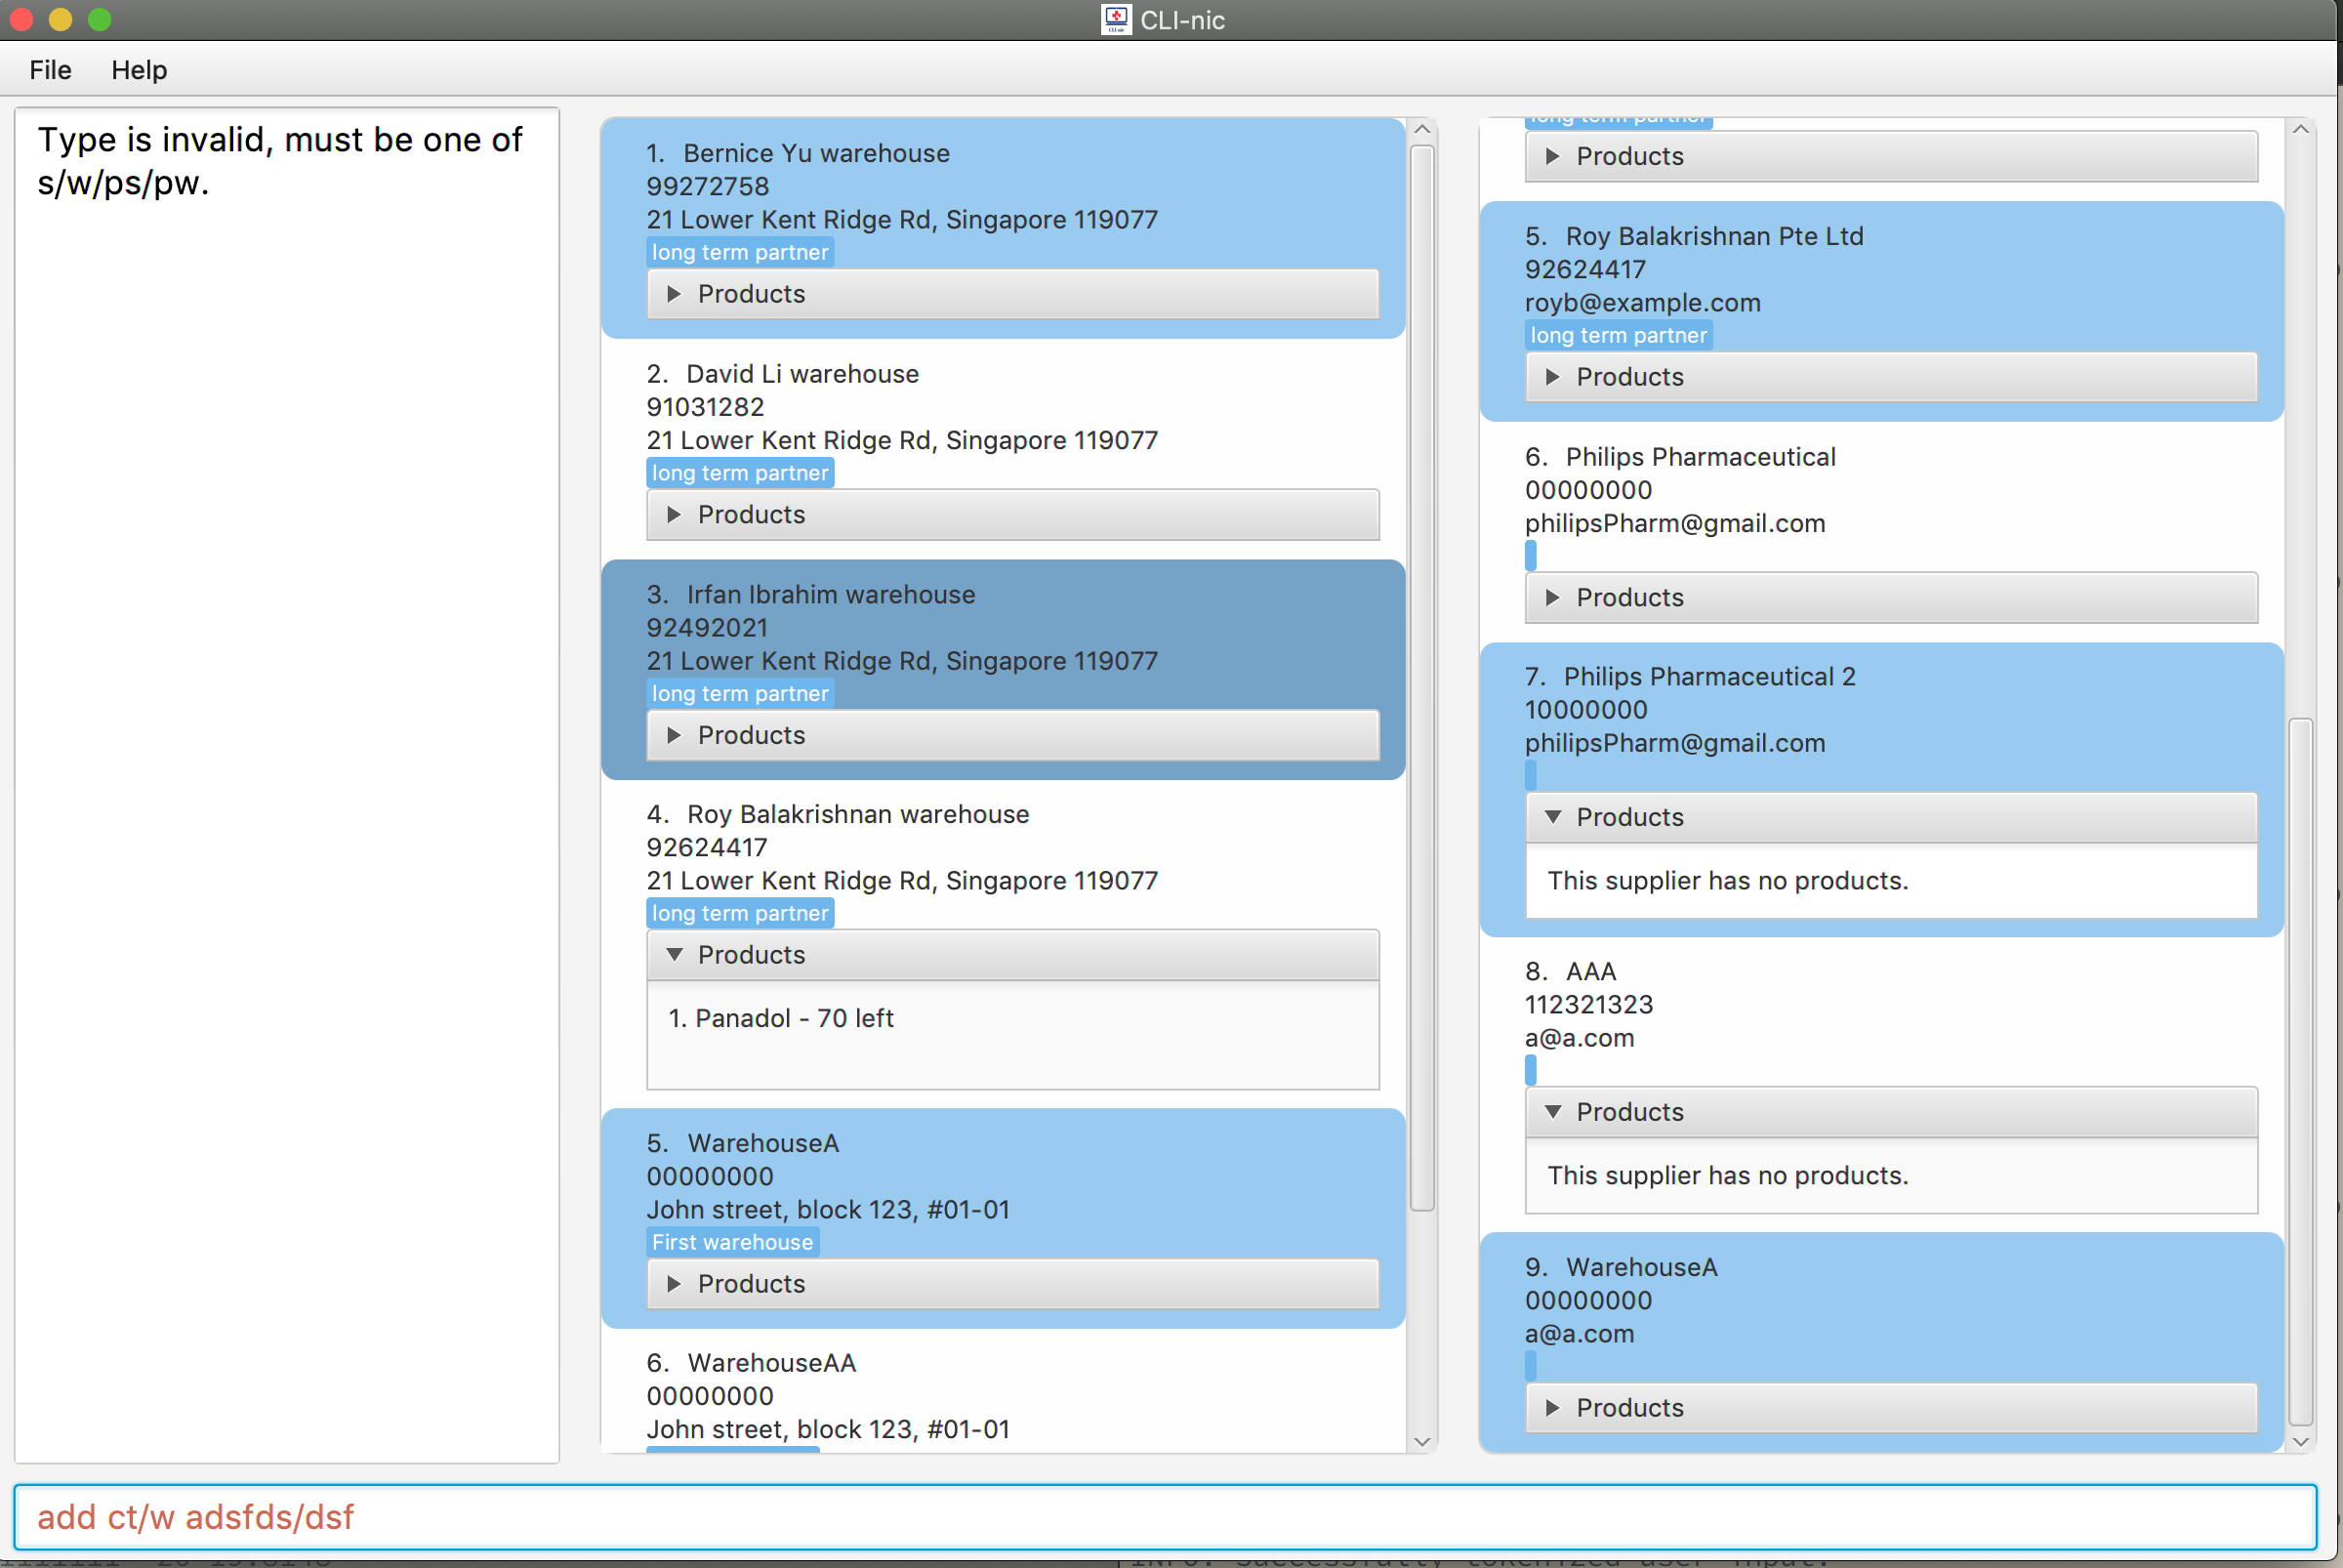 CLI-nic
File Help
Type is invalid, must be one of
s/w/ps/pw.
1. Bernice Yu warehouse
99272758
21 Lower Kent Ridge Rd, Singapore 119077
long term partner
Products
2. David Li warehouse
91031282
21 Lower Kent Ridge Rd, Singapore 119077
long term partner
Products
3. Irfan Ibrahim warehouse
92492021
21 Lower Kent Ridge Rd, Singapore 119077
long term partner
Products
4. Roy Balakrishnan warehouse
92624417
21 Lower Kent Ridge Rd, Singapore 119077
long term partner
Products
1. Panadol - 70 left
5. WarehouseA
00000000
John street, block 123, #01-01
First warehouse
Products
6. WarehouseAA
00000000
John street, block 123, #01-01
long term partner
Products
5. Roy Balakrishnan Pte Ltd
92624417
royb@example.com
long term partner
Products
6. Philips Pharmaceutical
00000000
philipsPharm@gmail.com
Products
7. Philips Pharmaceutical 2
10000000
philipsPharm@gmail.com
Products
This supplier has no products.
8. AAA
112321323
a@a.com
Products
This supplier has no products.
9. WarehouseA
00000000
a@a.com
Products
add ct/w adsfds/dsf
INFO: Successfully tokenized user input.